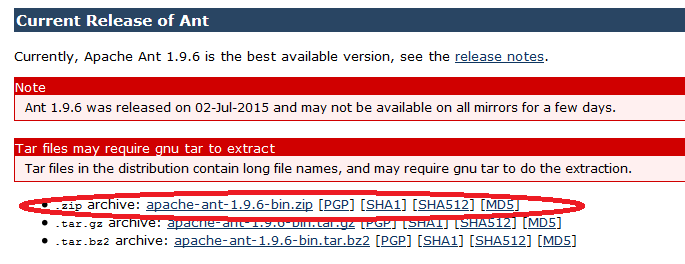 Current Release of Ant
Currently, Apache Ant 1.9.6 is the best available version, see the release notes.
Note
Ant 1.9.6 was released on 02-Jul-2015 and may not be available on all mirrors for a few days.
Tar files may require gnu tar to extract
Tar files in the distribution contain long file names, and may require gnu tar to do the extraction.
• .zip archive: apache-ant-1.9.6-bin.zip [PGP] [SHA1] [SHA512] [MD5]
• .tar.gz archive: apache-ant-1.9.6-bin.tar.gz [PGP] [SHA1] [SHA512] [MD5]
• .tar.bz2 archive: apache-ant-1.9.6-bin.tar.bz2 [PGP] [SHA1] [SHA512] [MD5]